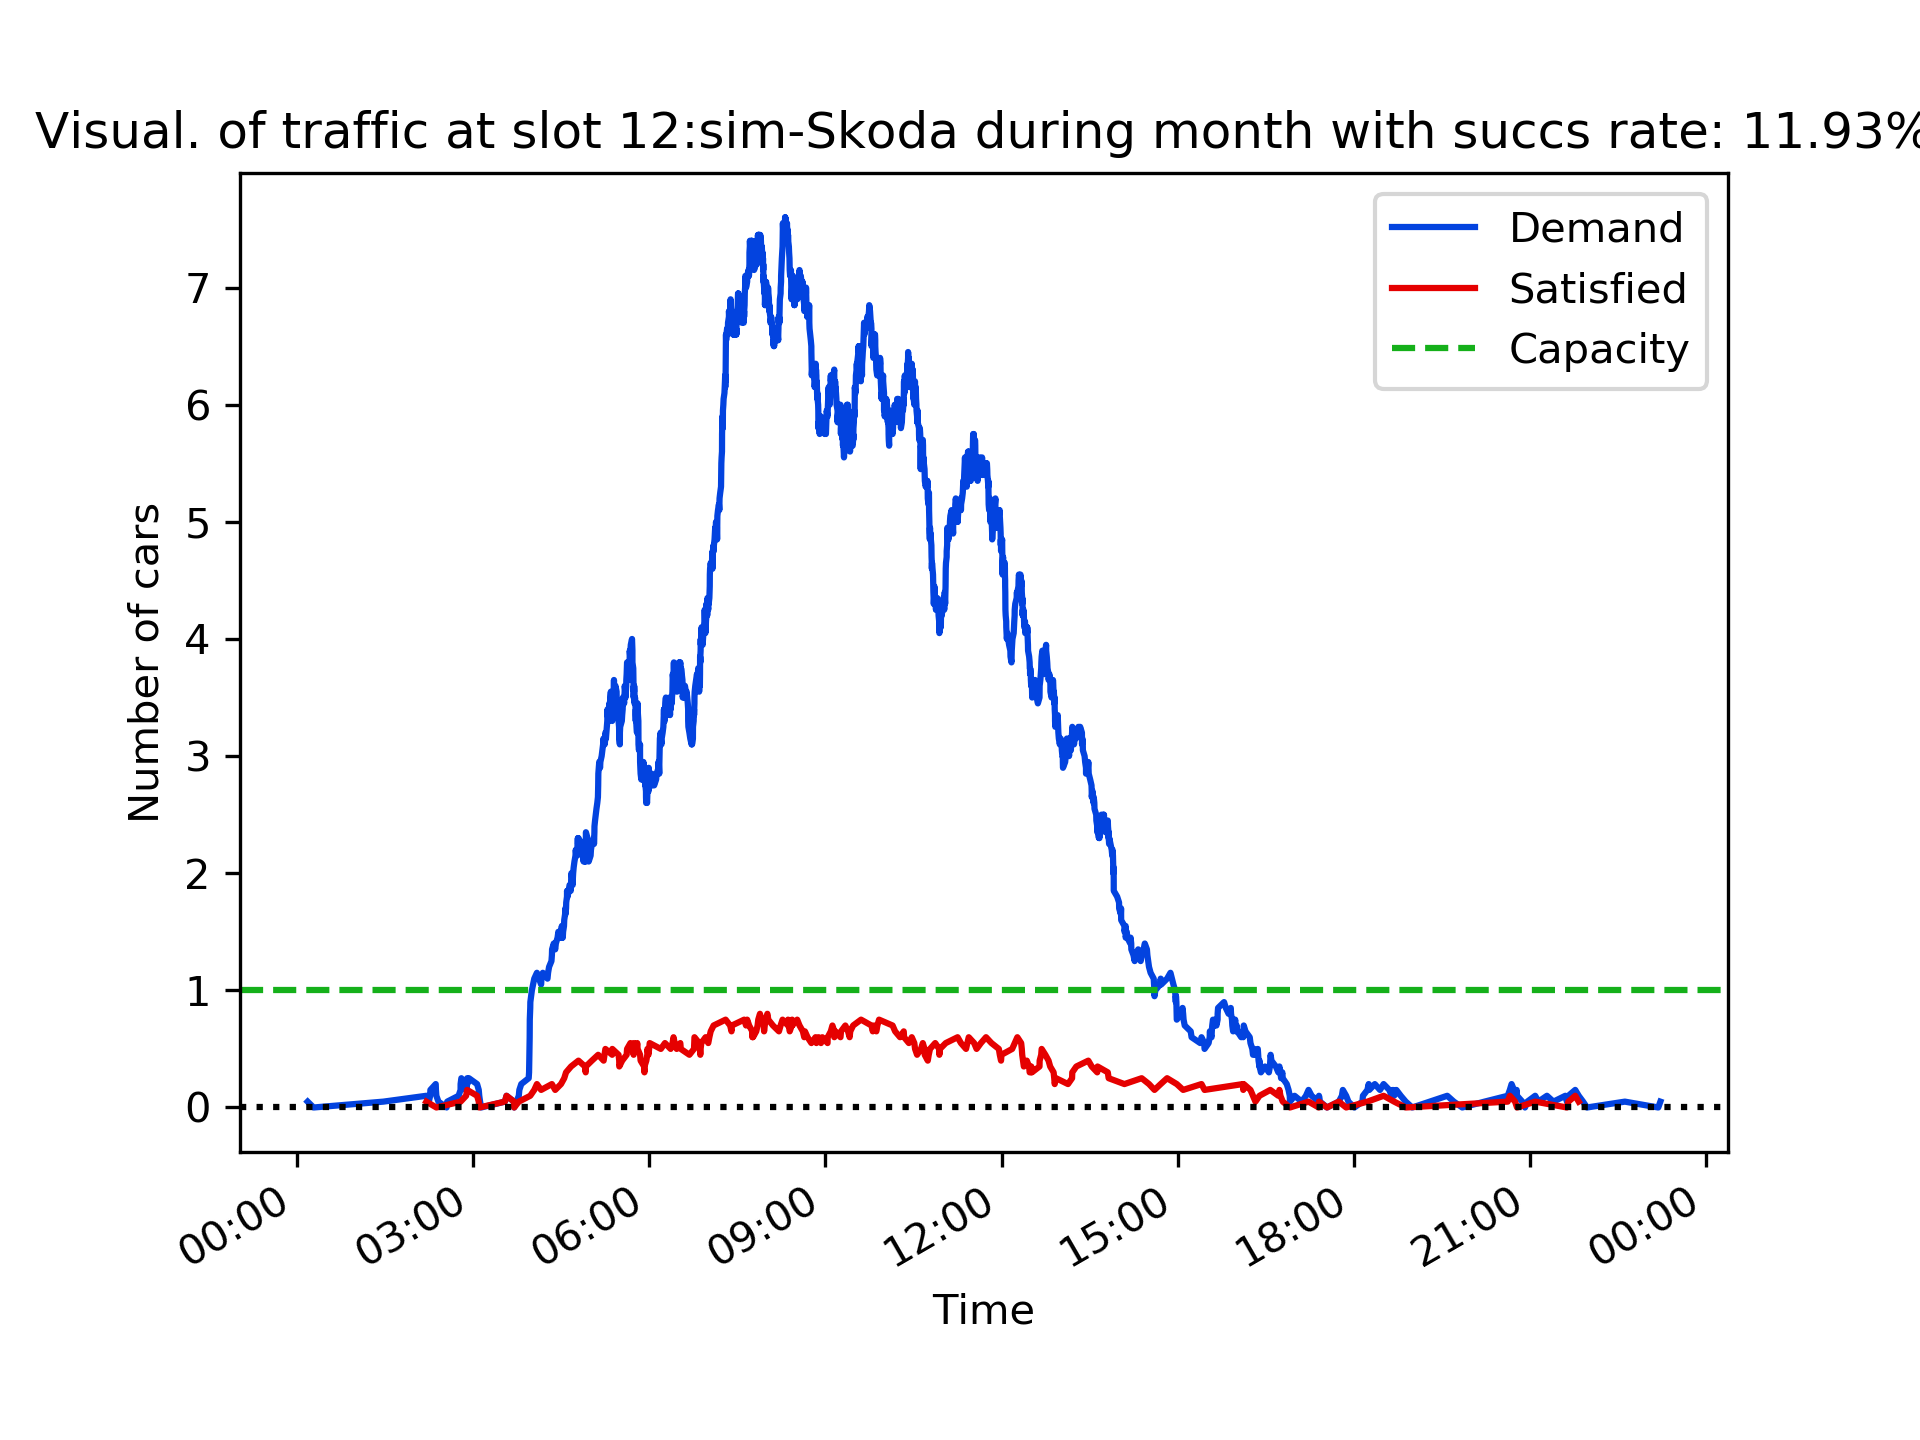 Visual. of traffic at slot 12:sim-Skoda during month with succs rate: 11.93%
Demand
Satisfied
Capacity
Number of cars
7
6
5
4
3
2
1
0
00:00
03:00
06:00
09:00
12:00
15:00
18:00
21:00
00:00
Time